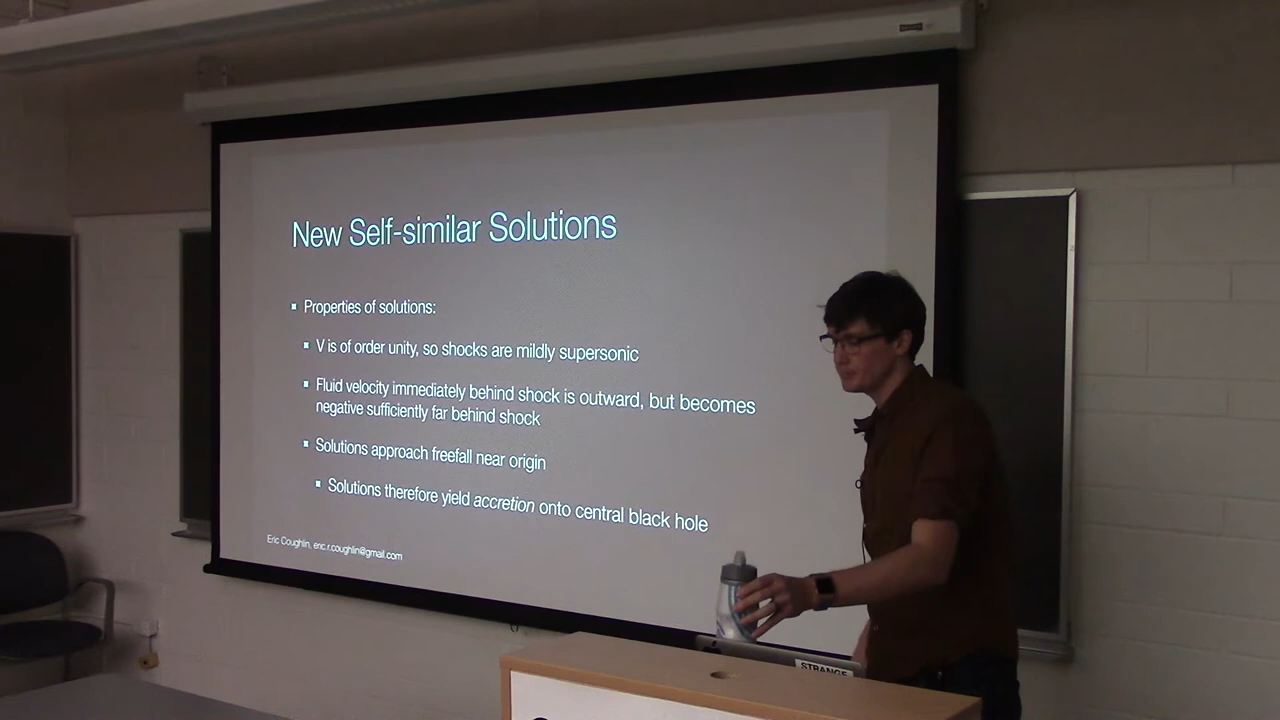 New Self-similar Solutions
Properties of solutions:
V is of order unity, so shocks are mildly supersonic
Fluid velocity immediately behind shock is outward, but becomes
negative sufficiently far behind shock
Solutions approach freefall near origin
Solutions therefore yield accretion onto central black hole
Eric Coughlin, eric.r.coughlin@gmail.com
STRANGE